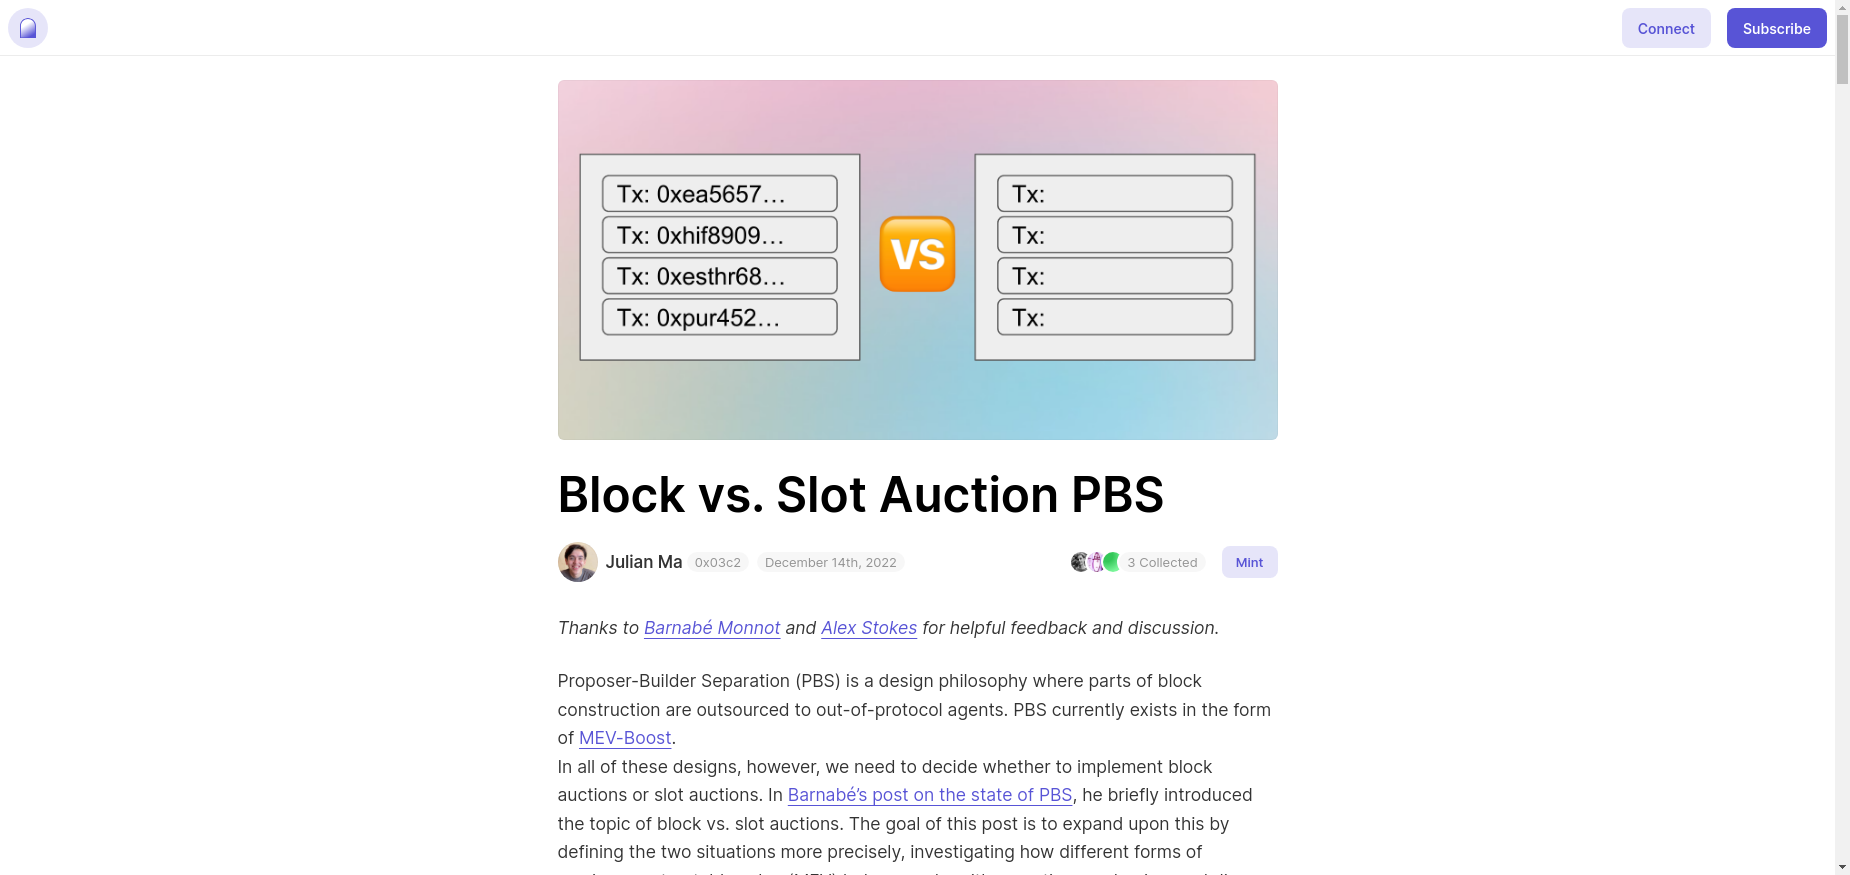 Connect
Subscribe
Tx: 0xea5657...
Tx: 0xhif8909...
Tx: 0xesthr68...
Tx: 0xpur452...
VS
Tx:
Tx:
Tx:
Tx:
Block vs. Slot Auction PBS
Julian Ma 0x03c2 December 14th, 2022 3 Collected Mint
Thanks to Barnabé Monnot and Alex Stokes for helpful feedback and discussion.
Proposer-Builder Separation (PBS) is a design philosophy where parts of block
construction are outsourced to out-of-protocol agents. PBS currently exists in the form
of MEV-Boost.
In all of these designs, however, we need to decide whether to implement block
auctions or slot auctions. In Barnabé’s post on the state of PBS, he briefly introduced
the topic of block vs. slot auctions. The goal of this post is to expand upon this by
defining the two situations more precisely, investigating how different forms of